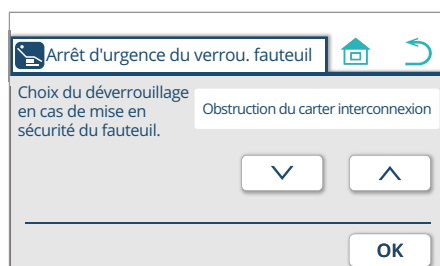 Arrêt d'urgence du verrou. fauteuil
Choix du déverrouillage
en cas de mise en
sécurité du fauteuil.
Obstruction du carter interconnexion
OK